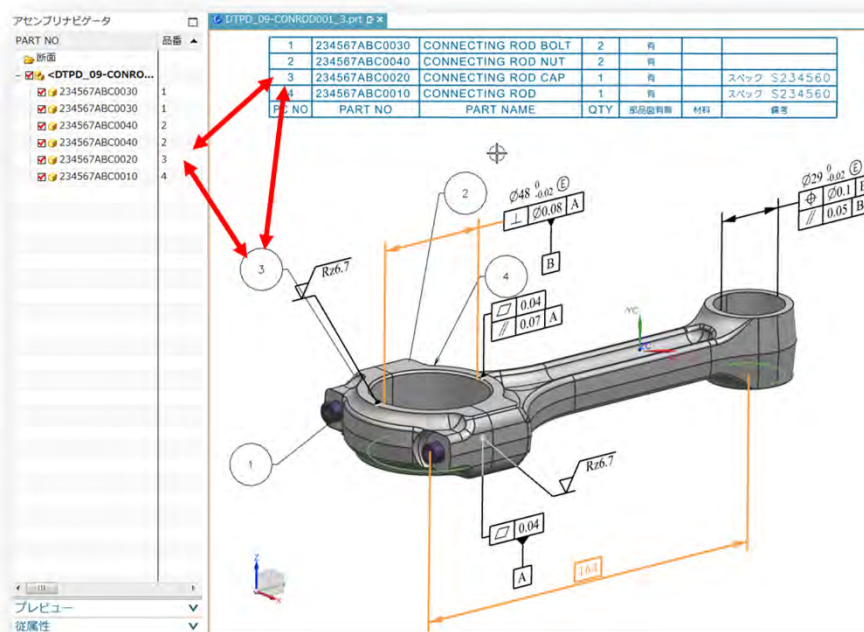 アセンブリナビゲータ
PART NO 品番
断面
<DTPD_09-CONRO...
234567ABC0030 1
234567ABC0030 1
234567ABC0040 2
234567ABC0040 2
234567ABC0020 3
234567ABC0010 4
プレビュー
従属性
DTPD_09-CONROD001_3.prt
1 234567ABC0030 CONNECTING ROD BOLT 2 有
2 234567ABC0040 CONNECTING ROD NUT 2 有
3 234567ABC0020 CONNECTING ROD CAP 1 有 スペック S234560
4 234567ABC0010 CONNECTING ROD 1 有 スペック S234560
PC NO PART NO PART NAME QTY 部品図有無 材料 備考
2
Ø48 0 -0.02 Ⓔ
⊥ Ø0.08 A
B
Ø29 0 -0.02 Ⓔ
⌖ Ø0.1 B
// 0.05 B
3
Rz6.7
4
⏥ 0.04
// 0.07 A
1
Rz6.7
⏥ 0.04
A
164
Z
X